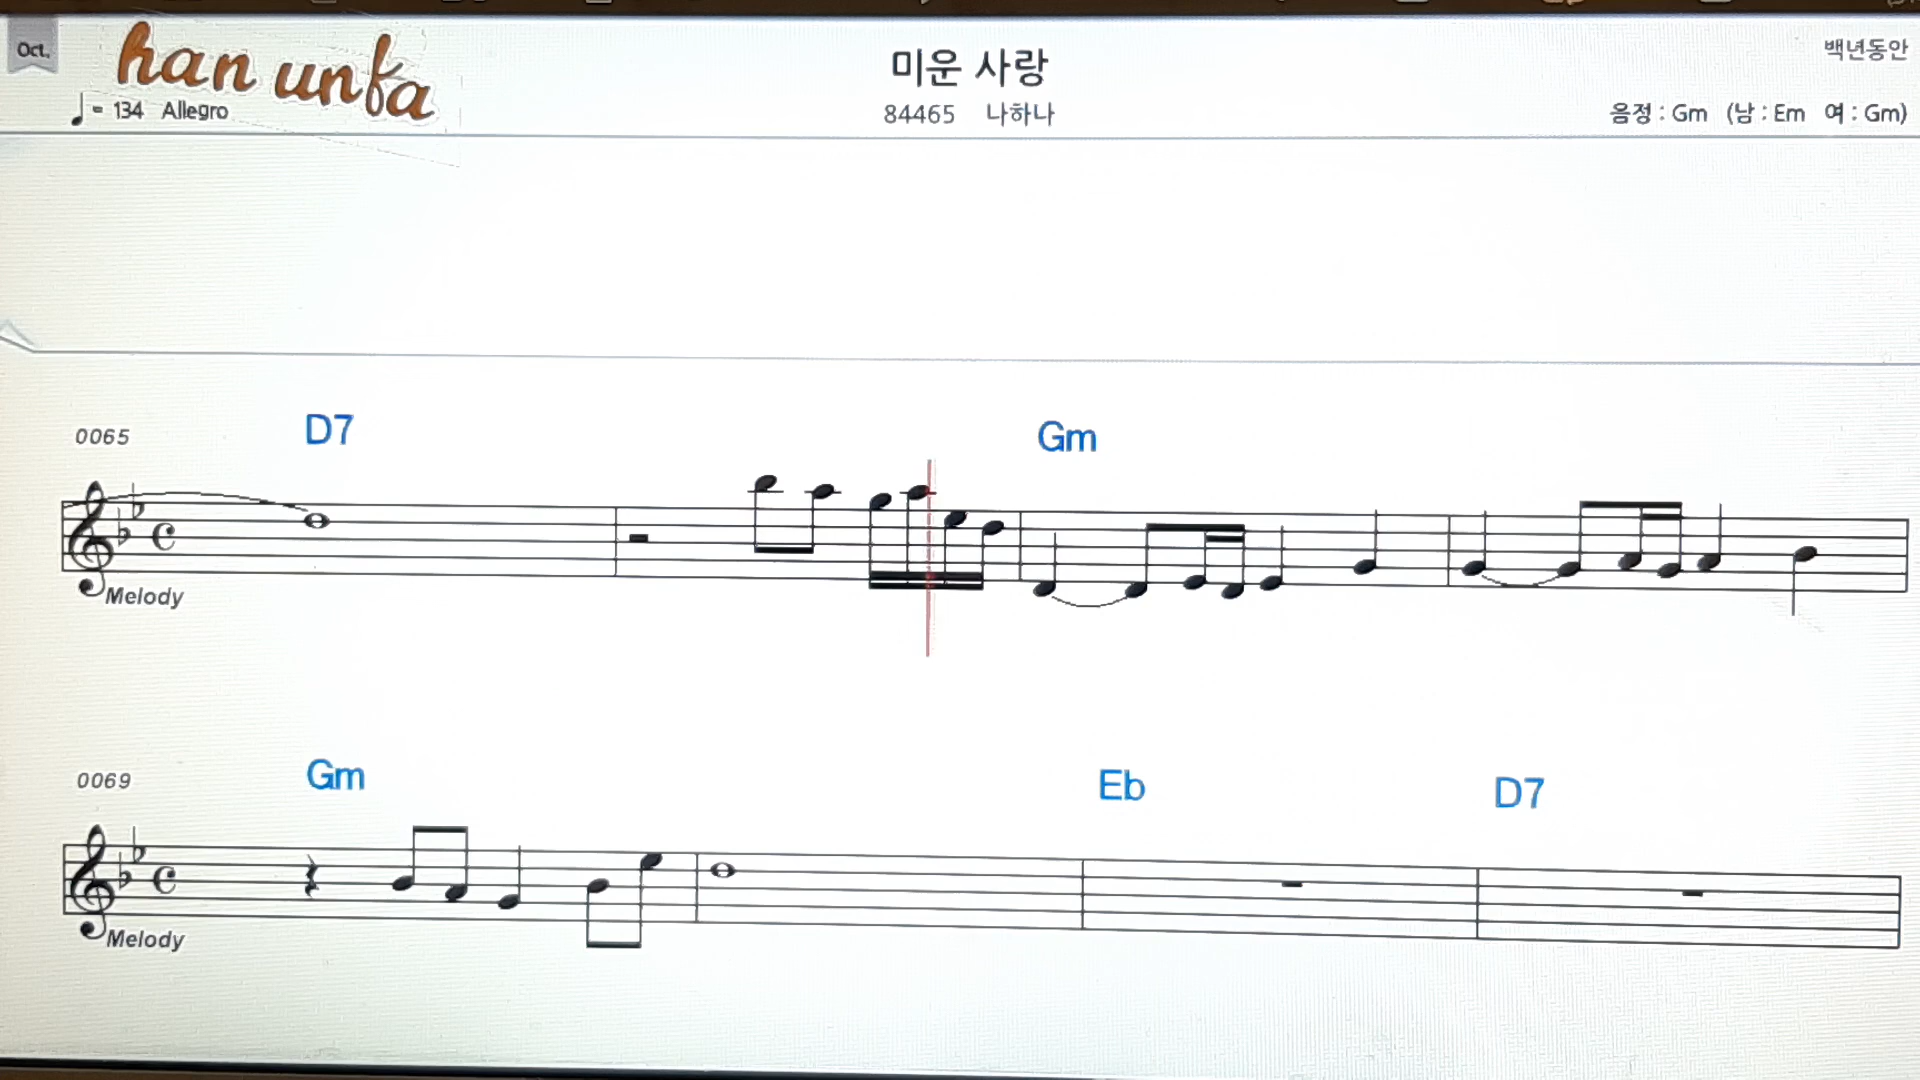 Oct.
han unfa
미운 사랑
백년동안
♩= 134 Allegro
84465 나하나
음정 : Gm (남 : Em 여 : Gm)
0065 D7 Gm
Melody
0069 Gm Eb D7
Melody